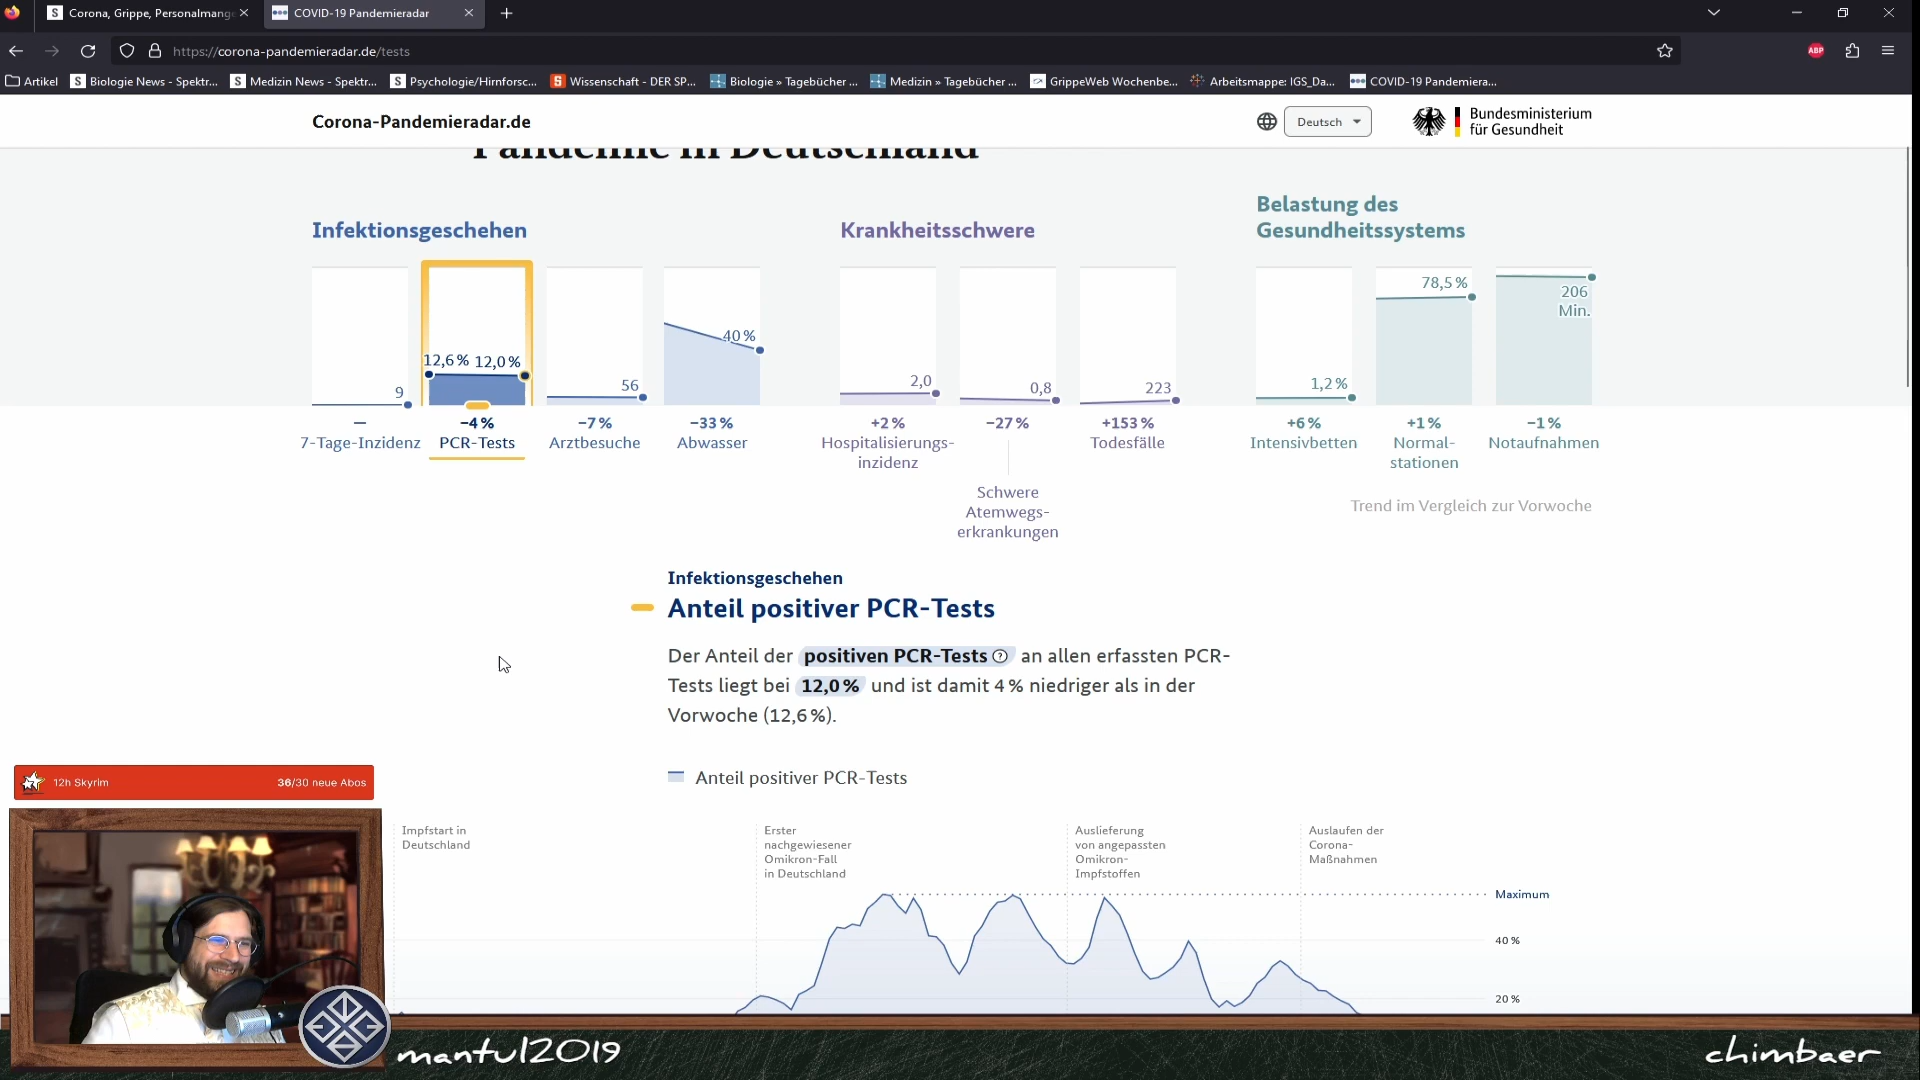 Corona, Grippe, Personalmang
COVID-19 Pandemieradar
https://corona-pandemieradar.de/tests
ABP
Artikel
Biologie News - Spektr...
Medizin News - Spektr...
Psychologie/Hirnforsc...
Wissenschaft - DER SP...
Biologie » Tagebücher ...
Medizin » Tagebücher ...
GrippeWeb Wochenbe...
Arbeitsmappe: IGS_Da...
COVID-19 Pandemiera...
Corona-Pandemieradar.de
Deutsch
Bundesministerium
für Gesundheit
Pandemie in Deutschland
Infektionsgeschehen
Krankheitsschwere
Belastung des
Gesundheitssystems
9
12,6 % 12,0 %
56
40 %
2,0
0,8
223
1,2 %
78,5 %
206
Min.
—
7-Tage-Inzidenz
−4 %
PCR-Tests
−7 %
Arztbesuche
−33 %
Abwasser
+2 %
Hospitalisierungs-
inzidenz
−27 %
Schwere
Atemwegs-
erkrankungen
+153 %
Todesfälle
+6 %
Intensivbetten
+1 %
Normal-
stationen
−1 %
Notaufnahmen
Trend im Vergleich zur Vorwoche
Infektionsgeschehen
Anteil positiver PCR-Tests
Der Anteil der positiven PCR-Tests ? an allen erfassten PCR-
Tests liegt bei 12,0 % und ist damit 4 % niedriger als in der
Vorwoche (12,6 %).
Anteil positiver PCR-Tests
Impfstart in
Deutschland
Erster
nachgewiesener
Omikron-Fall
in Deutschland
Auslieferung
von angepassten
Omikron-
Impfstoffen
Auslaufen der
Corona-
Maßnahmen
Maximum
40 %
20 %
12h Skyrim
36/30 neue Abos
mantul2019
chimbaer